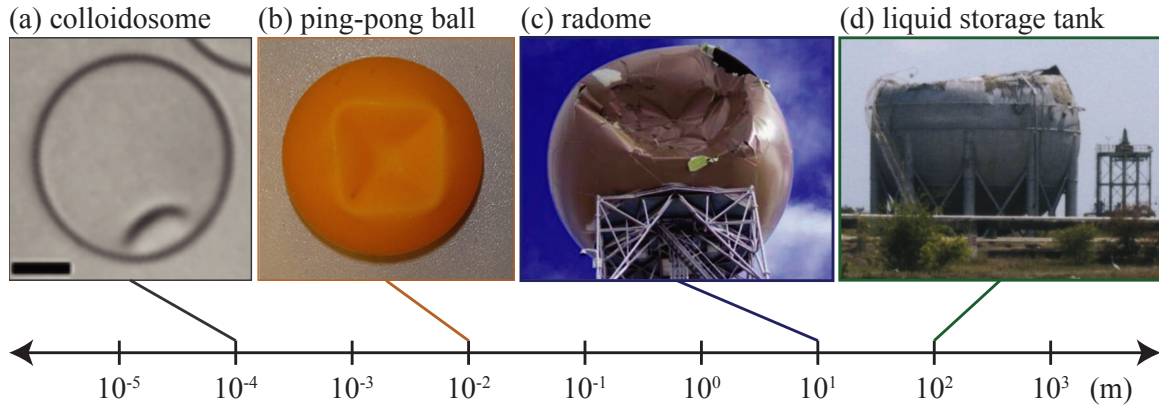 (a) colloidosome (b) ping-pong ball (c) radome (d) liquid storage tank
10⁻⁵ 10⁻⁴ 10⁻³ 10⁻² 10⁻¹ 10⁰ 10¹ 10² 10³ (m)